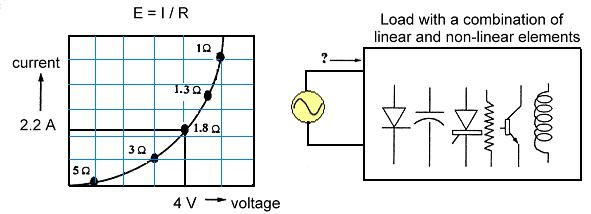 E = I / R
current
2.2 A
1Ω
1.3 Ω
1.8 Ω
3 Ω
5 Ω
4 V
voltage
Load with a combination of
linear and non-linear elements
?